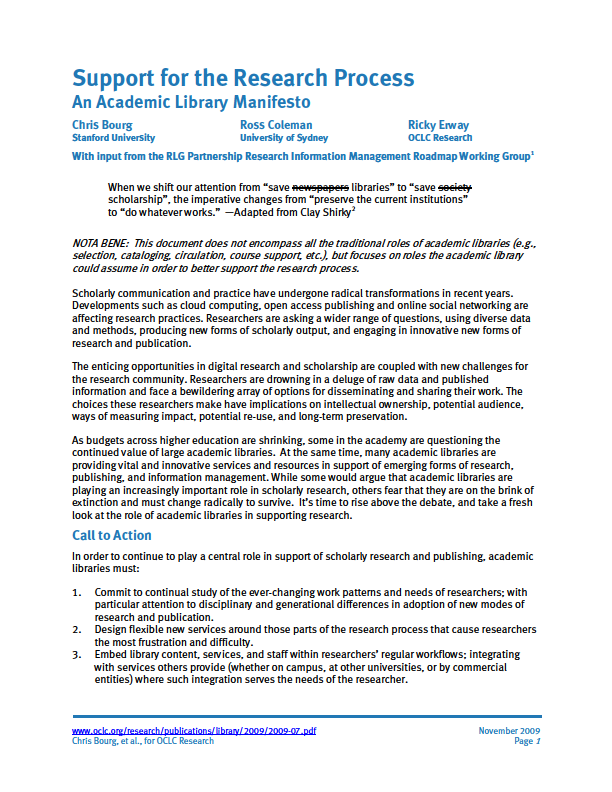 Support for the Research Process
An Academic Library Manifesto
Chris Bourg Ross Coleman Ricky Erway
Stanford University University of Sydney OCLC Research
With input from the RLG Partnership Research Information Management Roadmap Working Group1
When we shift our attention from “save newspapers libraries” to “save society
scholarship”, the imperative changes from “preserve the current institutions”
to “do whatever works.” —Adapted from Clay Shirky2
NOTA BENE: This document does not encompass all the traditional roles of academic libraries (e.g.,
selection, cataloging, circulation, course support, etc.), but focuses on roles the academic library
could assume in order to better support the research process.
Scholarly communication and practice have undergone radical transformations in recent years.
Developments such as cloud computing, open access publishing and online social networking are
affecting research practices. Researchers are asking a wider range of questions, using diverse data
and methods, producing new forms of scholarly output, and engaging in innovative new forms of
research and publication.
The enticing opportunities in digital research and scholarship are coupled with new challenges for
the research community. Researchers are drowning in a deluge of raw data and published
information and face a bewildering array of options for disseminating and sharing their work. The
choices these researchers make have implications on intellectual ownership, potential audience,
ways of measuring impact, potential re-use, and long-term preservation.
As budgets across higher education are shrinking, some in the academy are questioning the
continued value of large academic libraries. At the same time, many academic libraries are
providing vital and innovative services and resources in support of emerging forms of research,
publishing, and information management. While some would argue that academic libraries are
playing an increasingly important role in scholarly research, others fear that they are on the brink of
extinction and must change radically to survive. It’s time to rise above the debate, and take a fresh
look at the role of academic libraries in supporting research.
Call to Action
In order to continue to play a central role in support of scholarly research and publishing, academic
libraries must:
1. Commit to continual study of the ever-changing work patterns and needs of researchers; with
particular attention to disciplinary and generational differences in adoption of new modes of
research and publication.
2. Design flexible new services around those parts of the research process that cause researchers
the most frustration and difficulty.
3. Embed library content, services, and staff within researchers’ regular workflows; integrating
with services others provide (whether on campus, at other universities, or by commercial
entities) where such integration serves the needs of the researcher.
www.oclc.org/research/publications/library/2009/2009-07.pdf November 2009
Chris Bourg, et al., for OCLC Research Page 1